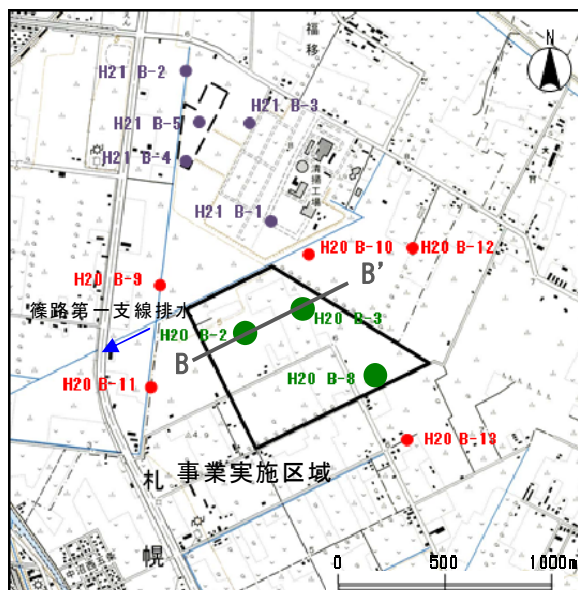 福移
N
H21 B-2
H21 B-3
H21 B-5
H21 B-4
清掃工場
H21 B-1
H20 B-10
H20 B-12
H20 B-9
B'
篠路第一支線排水
H20 B-3
H20 B-2
B
H20 B-8
H20 B-11
H20 B-13
事業実施区域
札
幌
0
500
1000m